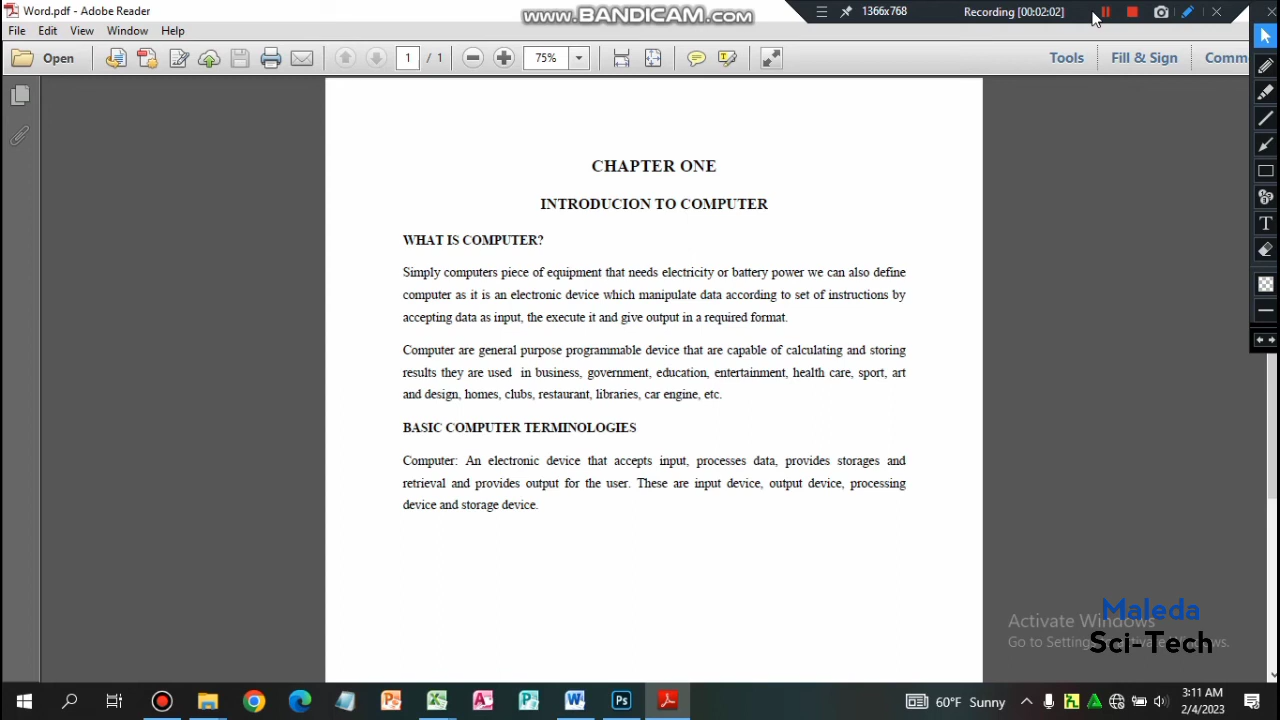 Word.pdf - Adobe Reader
www.BANDICAM.com
1366x768
Recording [00:02:02]
File Edit View Window Help
Open
1 / 1
75%
Tools
Fill & Sign
Comm
CHAPTER ONE
INTRODUCION TO COMPUTER
WHAT IS COMPUTER?
Simply computers piece of equipment that needs electricity or battery power we can also define
computer as it is an electronic device which manipulate data according to set of instructions by
accepting data as input, the execute it and give output in a required format.
Computer are general purpose programmable device that are capable of calculating and storing
results they are used in business, government, education, entertainment, health care, sport, art
and design, homes, clubs, restaurant, libraries, car engine, etc.
BASIC COMPUTER TERMINOLOGIES
Computer: An electronic device that accepts input, processes data, provides storages and
retrieval and provides output for the user. These are input device, output device, processing
device and storage device.
Maleda
Activate Windows
Go to Settings to activate Windows.
Sci-Tech
60°F Sunny
3:11 AM
2/4/2023